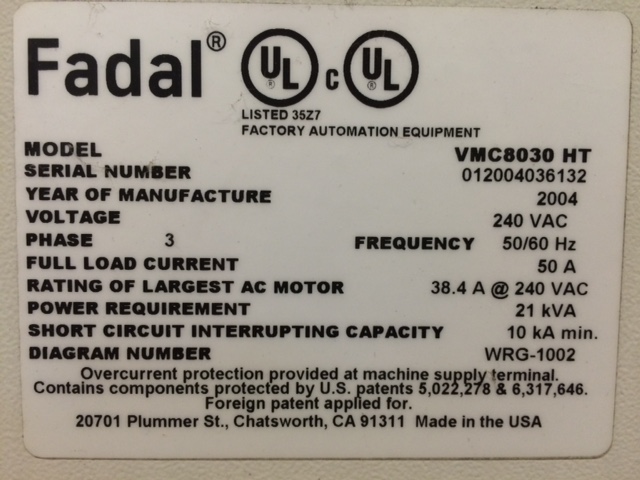 Fadal® UL® c UL®
LISTED 35Z7
FACTORY AUTOMATION EQUIPMENT
MODEL VMC8030 HT
SERIAL NUMBER 012004036132
YEAR OF MANUFACTURE 2004
VOLTAGE 240 VAC
PHASE 3 FREQUENCY 50/60 Hz
FULL LOAD CURRENT 50 A
RATING OF LARGEST AC MOTOR 38.4 A @ 240 VAC
POWER REQUIREMENT 21 kVA
SHORT CIRCUIT INTERRUPTING CAPACITY 10 kA min.
DIAGRAM NUMBER WRG-1002
Overcurrent protection provided at machine supply terminal.
Contains components protected by U.S. patents 5,022,278 & 6,317,646.
Foreign patent applied for.
20701 Plummer St., Chatsworth, CA 91311 Made in the USA